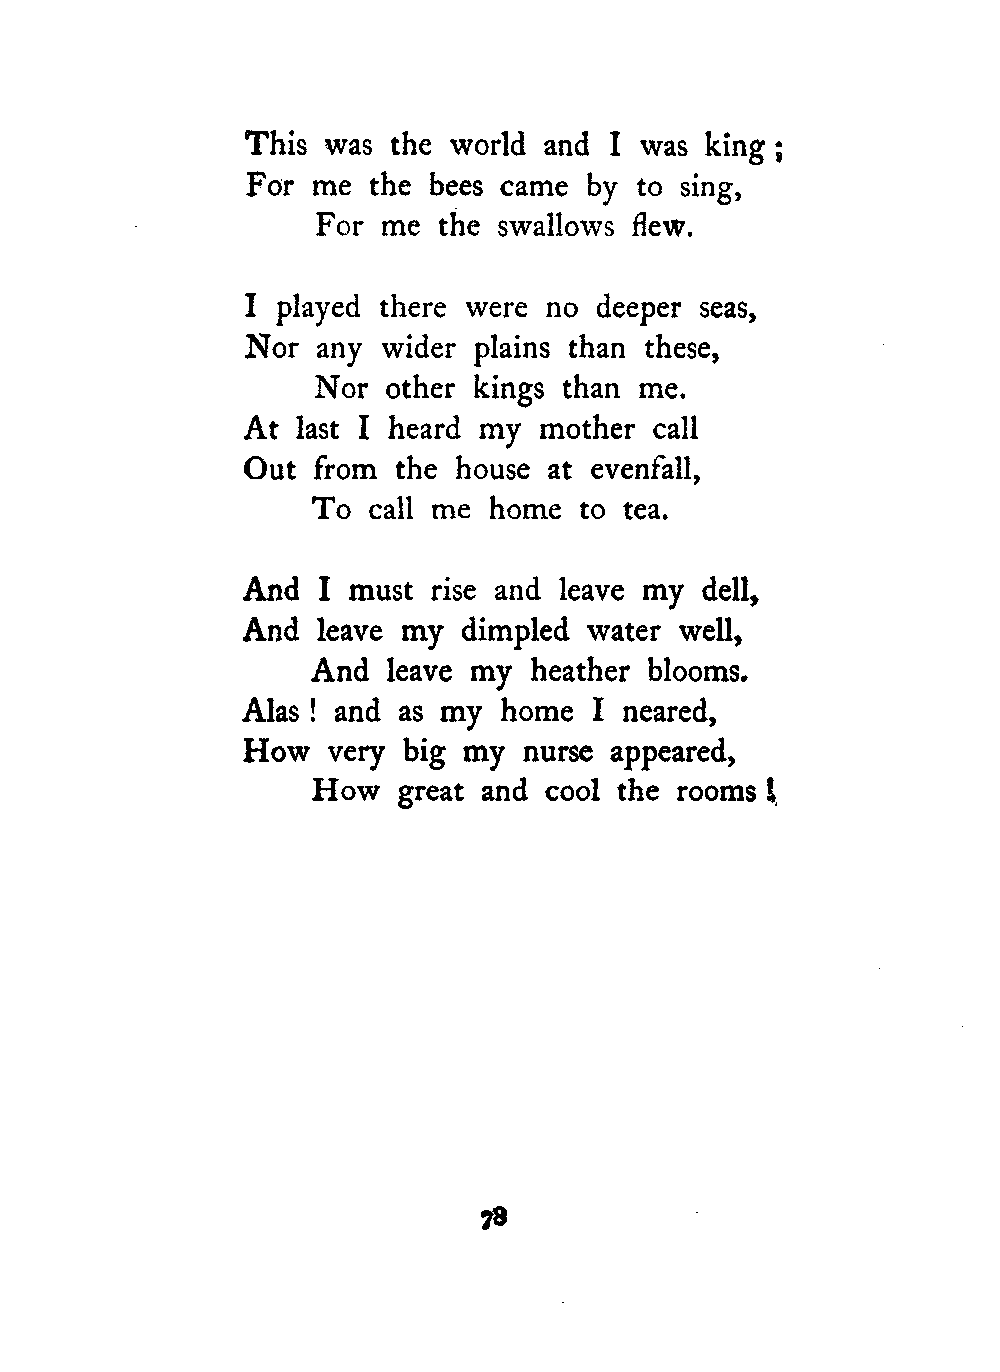 This was the world and I was king ;
For me the bees came by to sing,
For me the swallows flew.
I played there were no deeper seas,
Nor any wider plains than these,
Nor other kings than me.
At last I heard my mother call
Out from the house at evenfall,
To call me home to tea.
And I must rise and leave my dell,
And leave my dimpled water well,
And leave my heather blooms.
Alas ! and as my home I neared,
How very big my nurse appeared,
How great and cool the rooms !
78